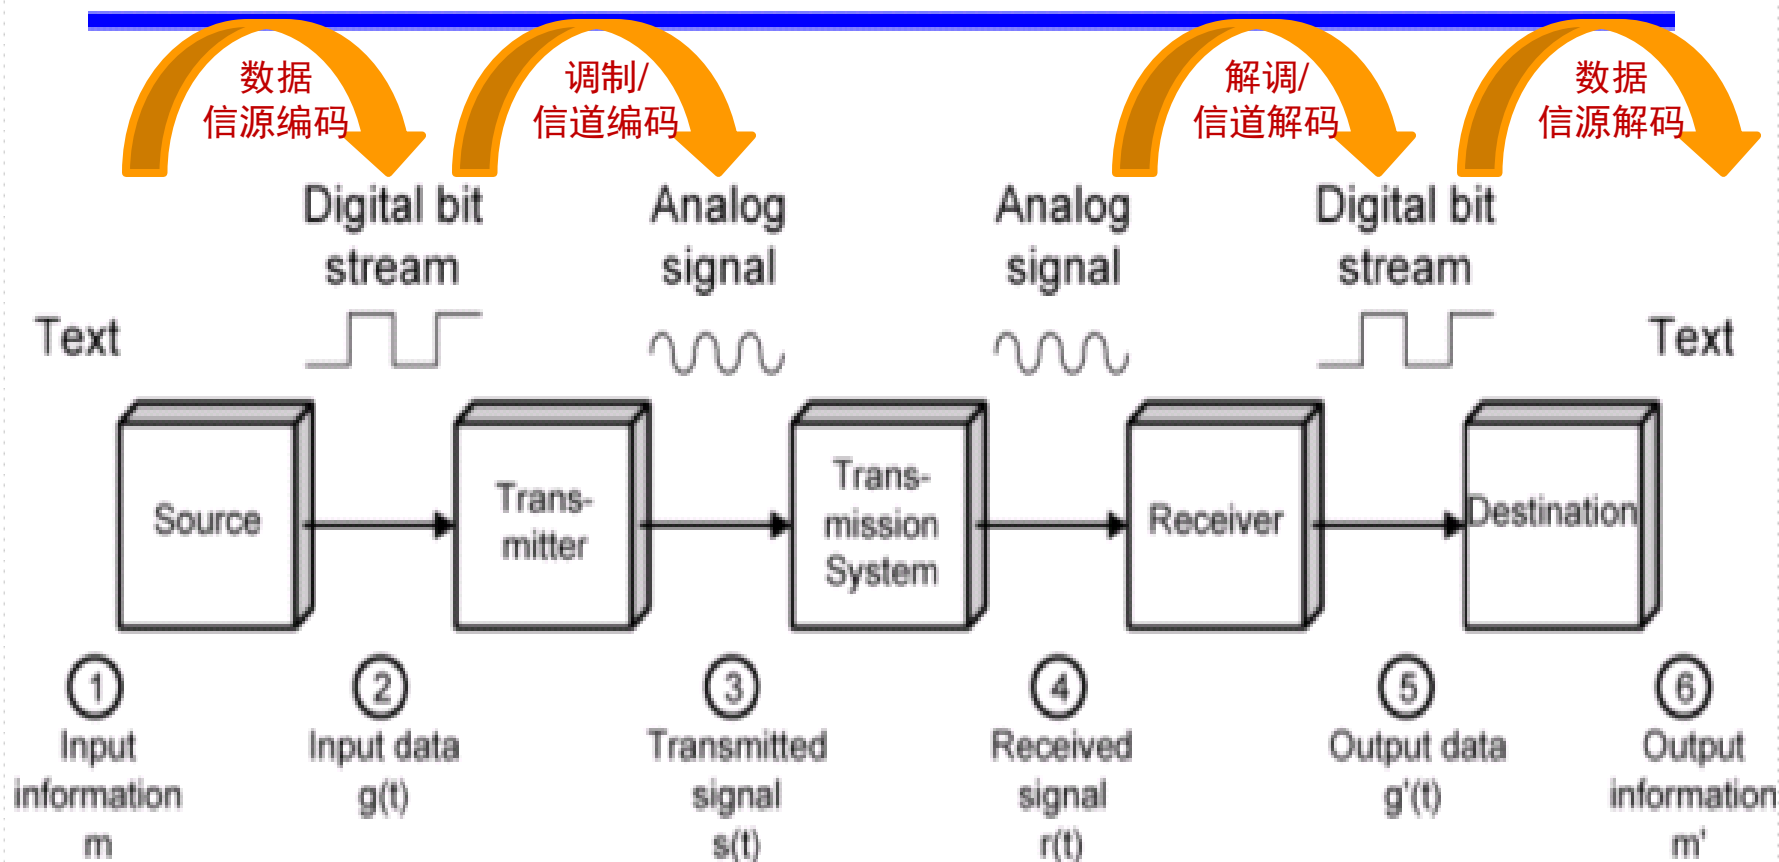 数据
信源编码
调制/
信道编码
解调/
信道解码
数据
信源解码
Digital bit
stream
Analog
signal
Analog
signal
Digital bit
stream
Text
Text
Source
Trans-
mitter
Trans-
mission
System
Receiver
Destination
1
Input
information
m
2
Input data
g(t)
3
Transmitted
signal
s(t)
4
Received
signal
r(t)
5
Output data
g'(t)
6
Output
information
m'